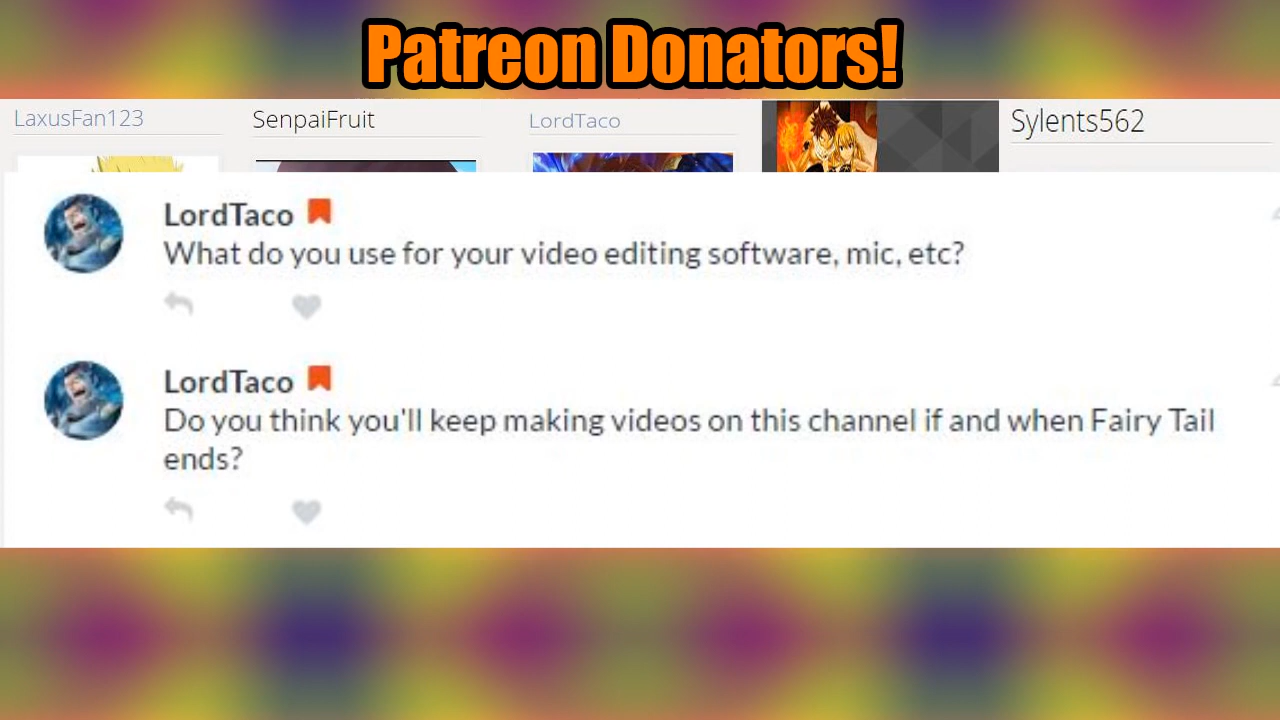 Patreon Donators!
LaxusFan123
SenpaiFruit
LordTaco
Sylents562
LordTaco
What do you use for your video editing software, mic, etc?
LordTaco
Do you think you'll keep making videos on this channel if and when Fairy Tail
ends?